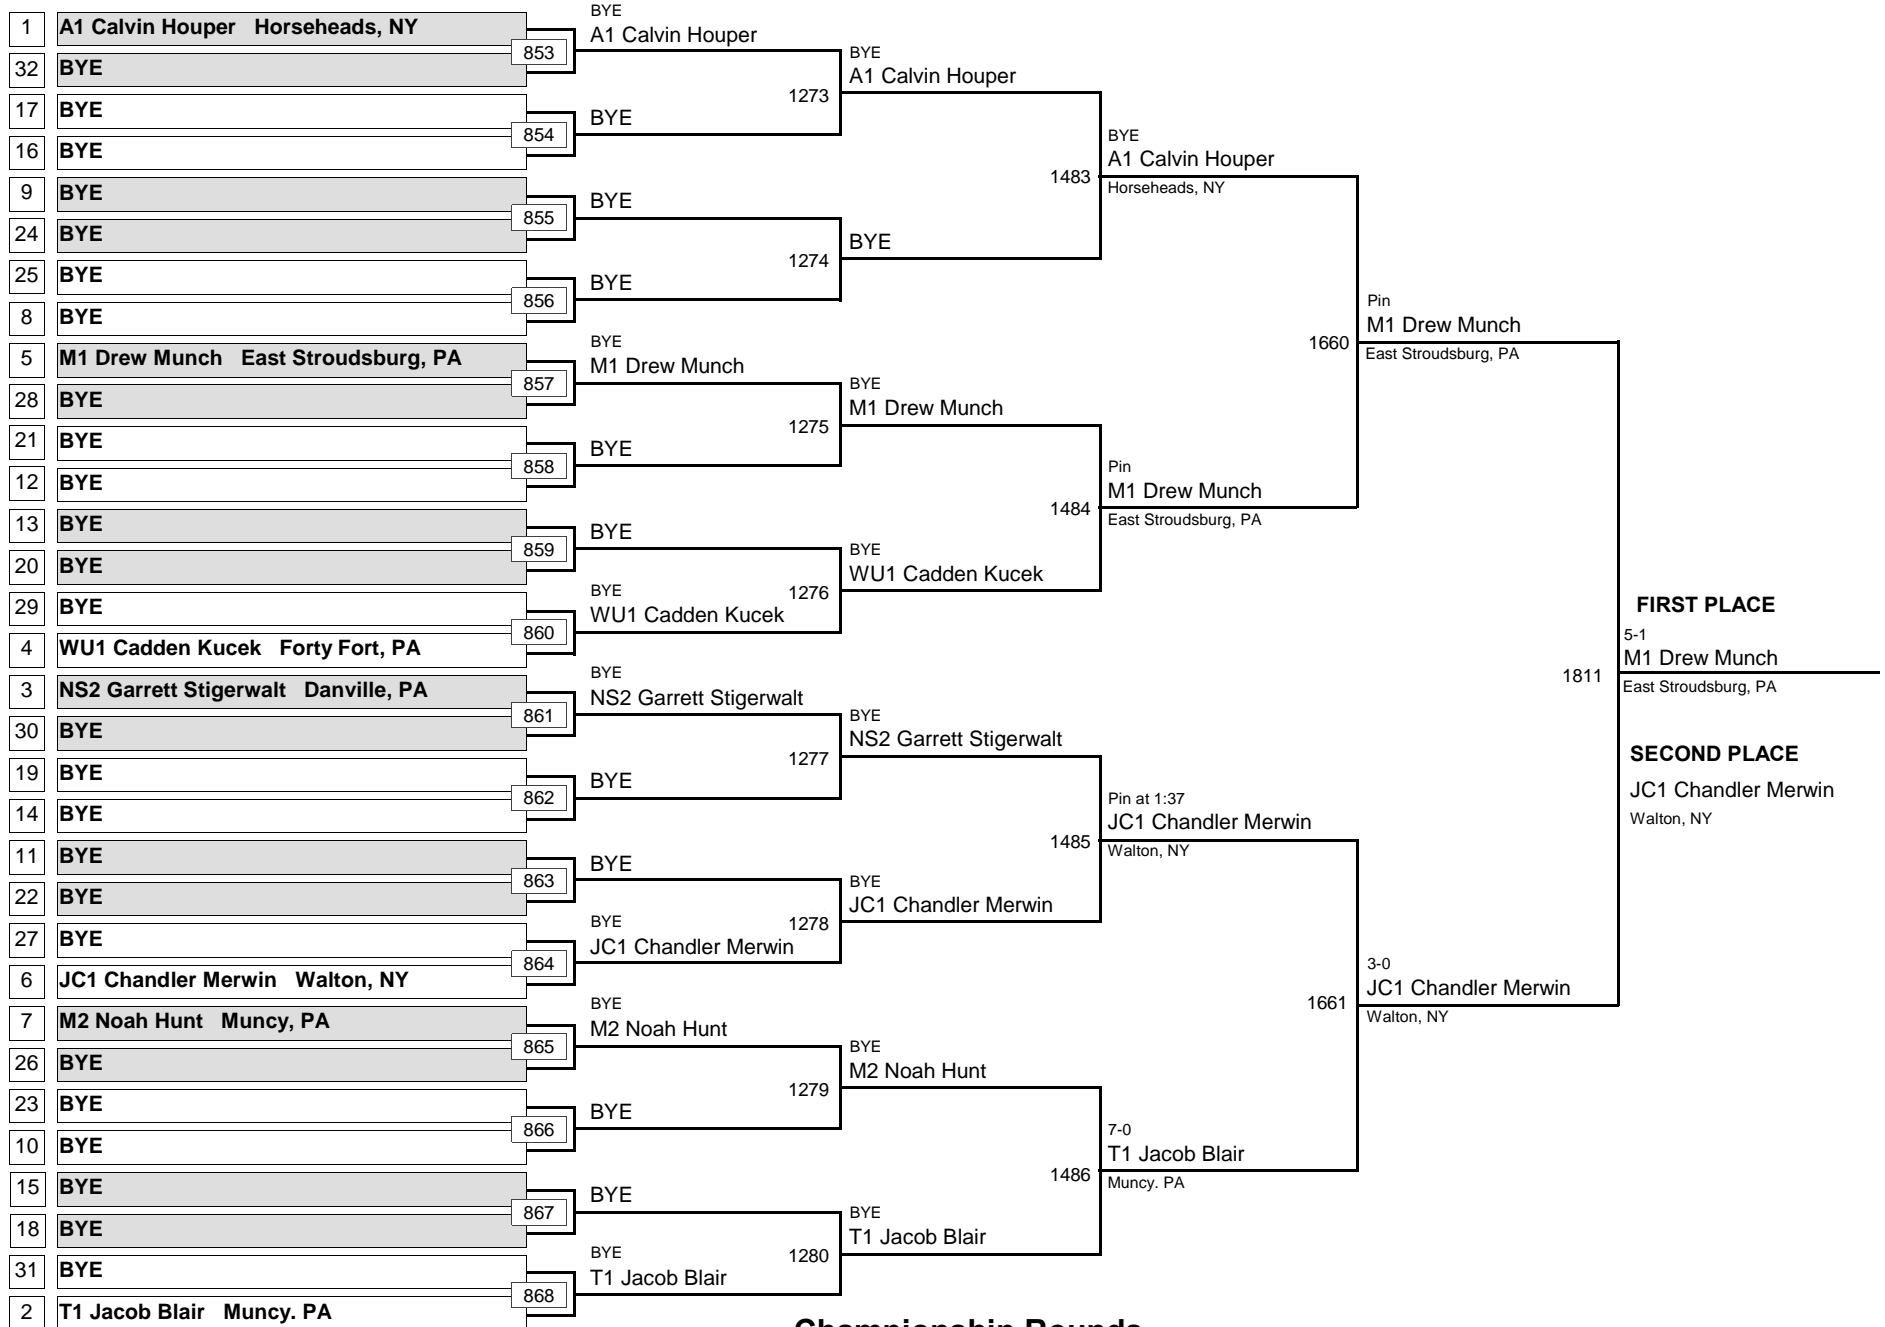 1 A1 Calvin Houper Horseheads, NY
32 BYE
17 BYE
16 BYE
9 BYE
24 BYE
25 BYE
8 BYE
5 M1 Drew Munch East Stroudsburg, PA
28 BYE
21 BYE
12 BYE
13 BYE
20 BYE
29 BYE
4 WU1 Cadden Kucek Forty Fort, PA
3 NS2 Garrett Stigerwalt Danville, PA
30 BYE
19 BYE
14 BYE
11 BYE
22 BYE
27 BYE
6 JC1 Chandler Merwin Walton, NY
7 M2 Noah Hunt Muncy, PA
26 BYE
23 BYE
10 BYE
15 BYE
18 BYE
31 BYE
2 T1 Jacob Blair Muncy. PA
853
854
855
856
857
858
859
860
861
862
863
864
865
866
867
868
BYE
A1 Calvin Houper
BYE
BYE
BYE
BYE
M1 Drew Munch
BYE
BYE
BYE
WU1 Cadden Kucek
BYE
NS2 Garrett Stigerwalt
BYE
BYE
BYE
JC1 Chandler Merwin
BYE
M2 Noah Hunt
BYE
BYE
BYE
T1 Jacob Blair
1273
1274
1275
1276
1277
1278
1279
1280
BYE
A1 Calvin Houper
BYE
BYE
M1 Drew Munch
BYE
WU1 Cadden Kucek
BYE
NS2 Garrett Stigerwalt
BYE
JC1 Chandler Merwin
BYE
M2 Noah Hunt
BYE
T1 Jacob Blair
1483
1484
1485
1486
BYE
A1 Calvin Houper
Horseheads, NY
Pin
M1 Drew Munch
East Stroudsburg, PA
Pin at 1:37
JC1 Chandler Merwin
Walton, NY
7-0
T1 Jacob Blair
Muncy. PA
1660
1661
Pin
M1 Drew Munch
East Stroudsburg, PA
3-0
JC1 Chandler Merwin
Walton, NY
1811
FIRST PLACE
5-1
M1 Drew Munch
East Stroudsburg, PA
SECOND PLACE
JC1 Chandler Merwin
Walton, NY
Championship Rounds